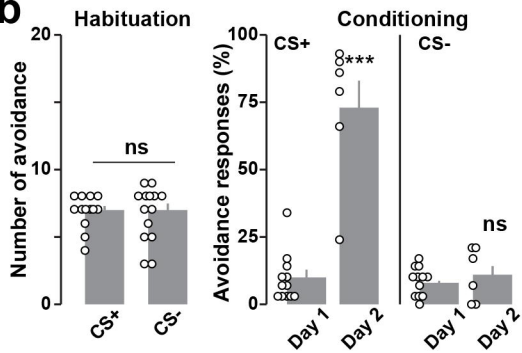 b
Habituation
Number of avoidance
20
10
0
ns
CS+
CS-
Conditioning
Avoidance responses (%)
100
75
50
25
0
CS+
CS-
***
ns
Day 1
Day 2
Day 1
Day 2